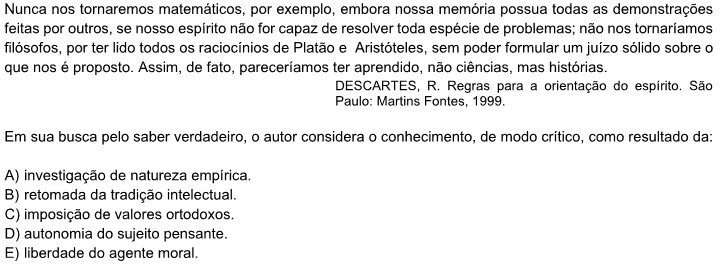 Nunca nos tornaremos matemáticos, por exemplo, embora nossa memória possua todas as demonstrações
feitas por outros, se nosso espírito não for capaz de resolver toda espécie de problemas; não nos tornaríamos
filósofos, por ter lido todos os raciocínios de Platão e Aristóteles, sem poder formular um juízo sólido sobre o
que nos é proposto. Assim, de fato, pareceríamos ter aprendido, não ciências, mas histórias.
DESCARTES, R. Regras para a orientação do espírito. São
Paulo: Martins Fontes, 1999.
Em sua busca pelo saber verdadeiro, o autor considera o conhecimento, de modo crítico, como resultado da:
A) investigação de natureza empírica.
B) retomada da tradição intelectual.
C) imposição de valores ortodoxos.
D) autonomia do sujeito pensante.
E) liberdade do agente moral.